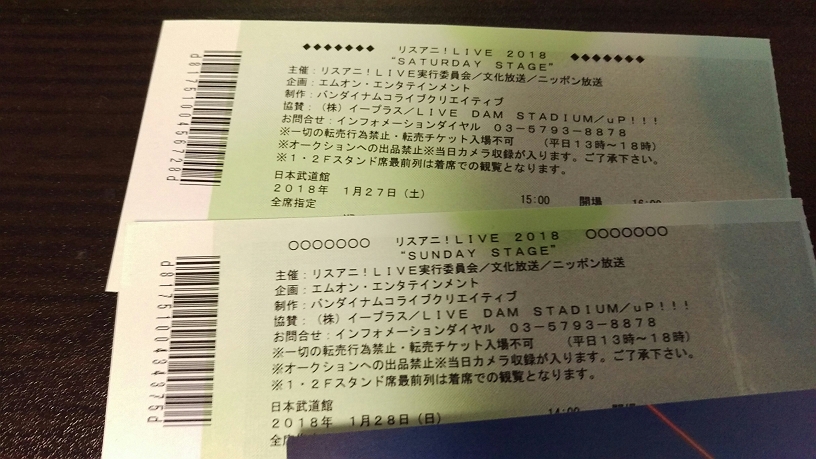 ◆◆◆◆◆◆◆ リスアニ！LIVE 2018 ◆◆◆◆◆◆◆
“SATURDAY STAGE”
主催：リスアニ！LIVE実行委員会／文化放送／ニッポン放送
企画：エムオン・エンタテインメント
制作：バンダイナムコライブクリエイティブ
協賛：（株）イープラス／LIVE DAM STADIUM／uP！！！
お問合せ：インフォメーションダイヤル 03-5793-8878
※一切の転売行為禁止・転売チケット入場不可 （平日13時～18時）
※オークションへの出品禁止※当日カメラ収録が入ります。ご了承下さい。
※1・2Fスタンド席最前列は着席での観覧となります。
日本武道館
2018年 1月27日（土）
全席指定 15:00 開場 16:00
d8175100456728d
○○○○○○○ リスアニ！LIVE 2018 ○○○○○○○
“SUNDAY STAGE”
主催：リスアニ！LIVE実行委員会／文化放送／ニッポン放送
企画：エムオン・エンタテインメント
制作：バンダイナムコライブクリエイティブ
協賛：（株）イープラス／LIVE DAM STADIUM／uP！！！
お問合せ：インフォメーションダイヤル 03-5793-8878
※一切の転売行為禁止・転売チケット入場不可 （平日13時～18時）
※オークションへの出品禁止※当日カメラ収録が入ります。ご了承下さい。
※1・2Fスタンド席最前列は着席での観覧となります。
日本武道館
2018年 1月28日（日） 14:00
全席
d8175100434375d